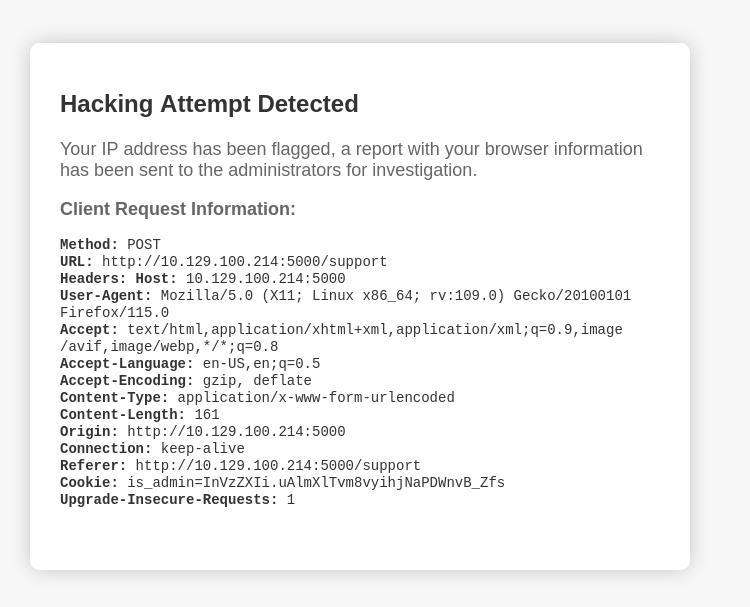 Hacking Attempt Detected
Your IP address has been flagged, a report with your browser information
has been sent to the administrators for investigation.
Client Request Information:
Method: POST
URL: http://10.129.100.214:5000/support
Headers: Host: 10.129.100.214:5000
User-Agent: Mozilla/5.0 (X11; Linux x86_64; rv:109.0) Gecko/20100101
Firefox/115.0
Accept: text/html,application/xhtml+xml,application/xml;q=0.9,image
/avif,image/webp,*/*;q=0.8
Accept-Language: en-US,en;q=0.5
Accept-Encoding: gzip, deflate
Content-Type: application/x-www-form-urlencoded
Content-Length: 161
Origin: http://10.129.100.214:5000
Connection: keep-alive
Referer: http://10.129.100.214:5000/support
Cookie: is_admin=InVzZXIi.uAlmXlTvm8vyihjNaPDWnvB_Zfs
Upgrade-Insecure-Requests: 1